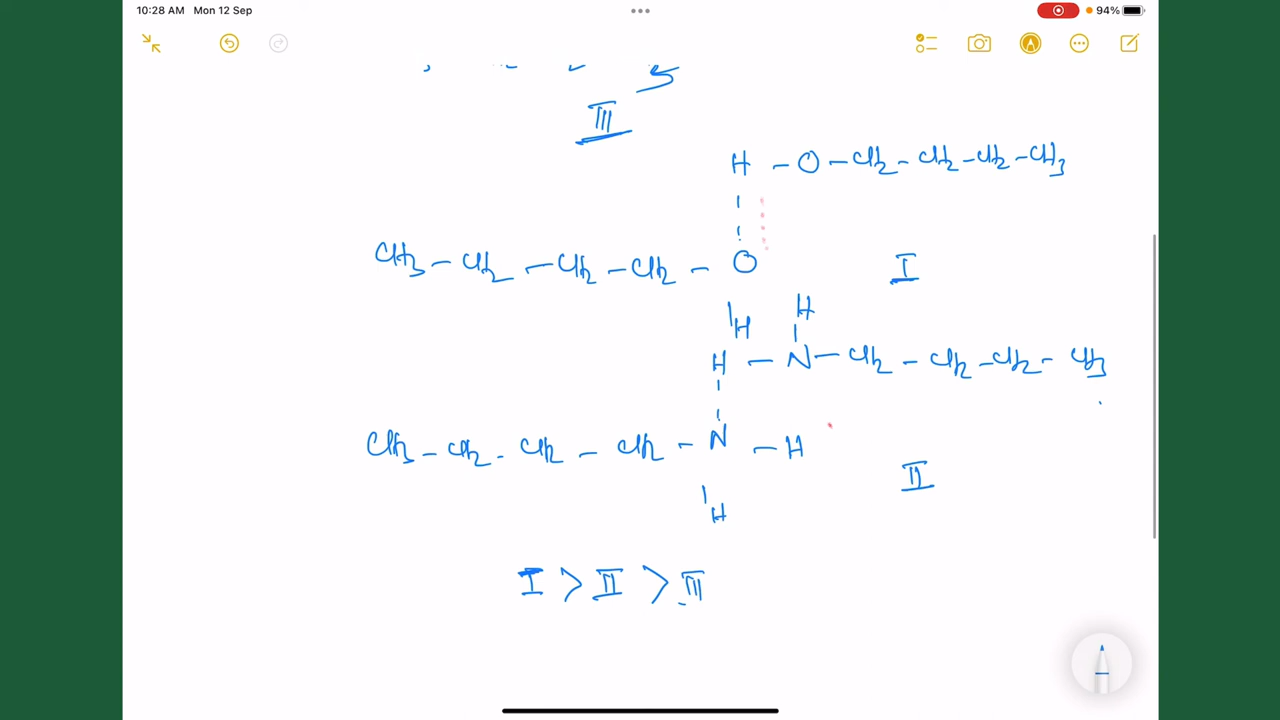 10:28 AM Mon 12 Sep 94%
III
H - O - CH2 - CH2 - CH2 - CH3
CH3 - CH2 - CH2 - CH2 - O
I
H
H
H - N - CH2 - CH2 - CH2 - CH3
CH3 - CH2 - CH2 - CH2 - N - H
II
H
I > II > III